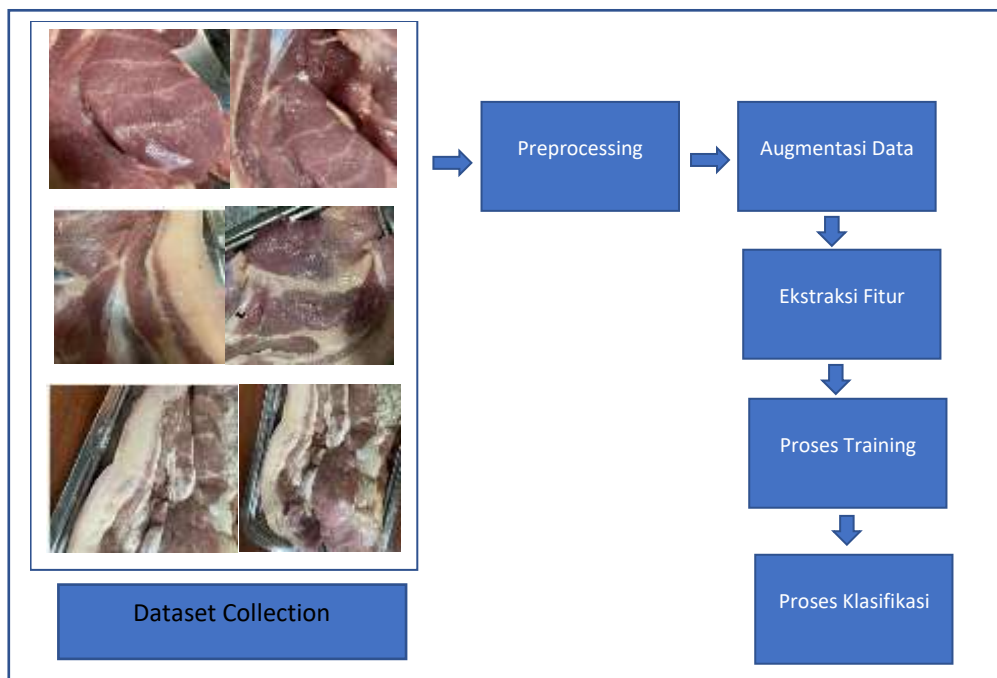 Preprocessing
Augmentasi Data
Ekstraksi Fitur
Proses Training
Proses Klasifikasi
Dataset Collection